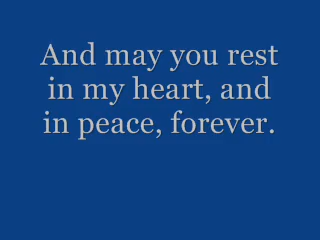 And may you rest
in my heart, and
in peace, forever.